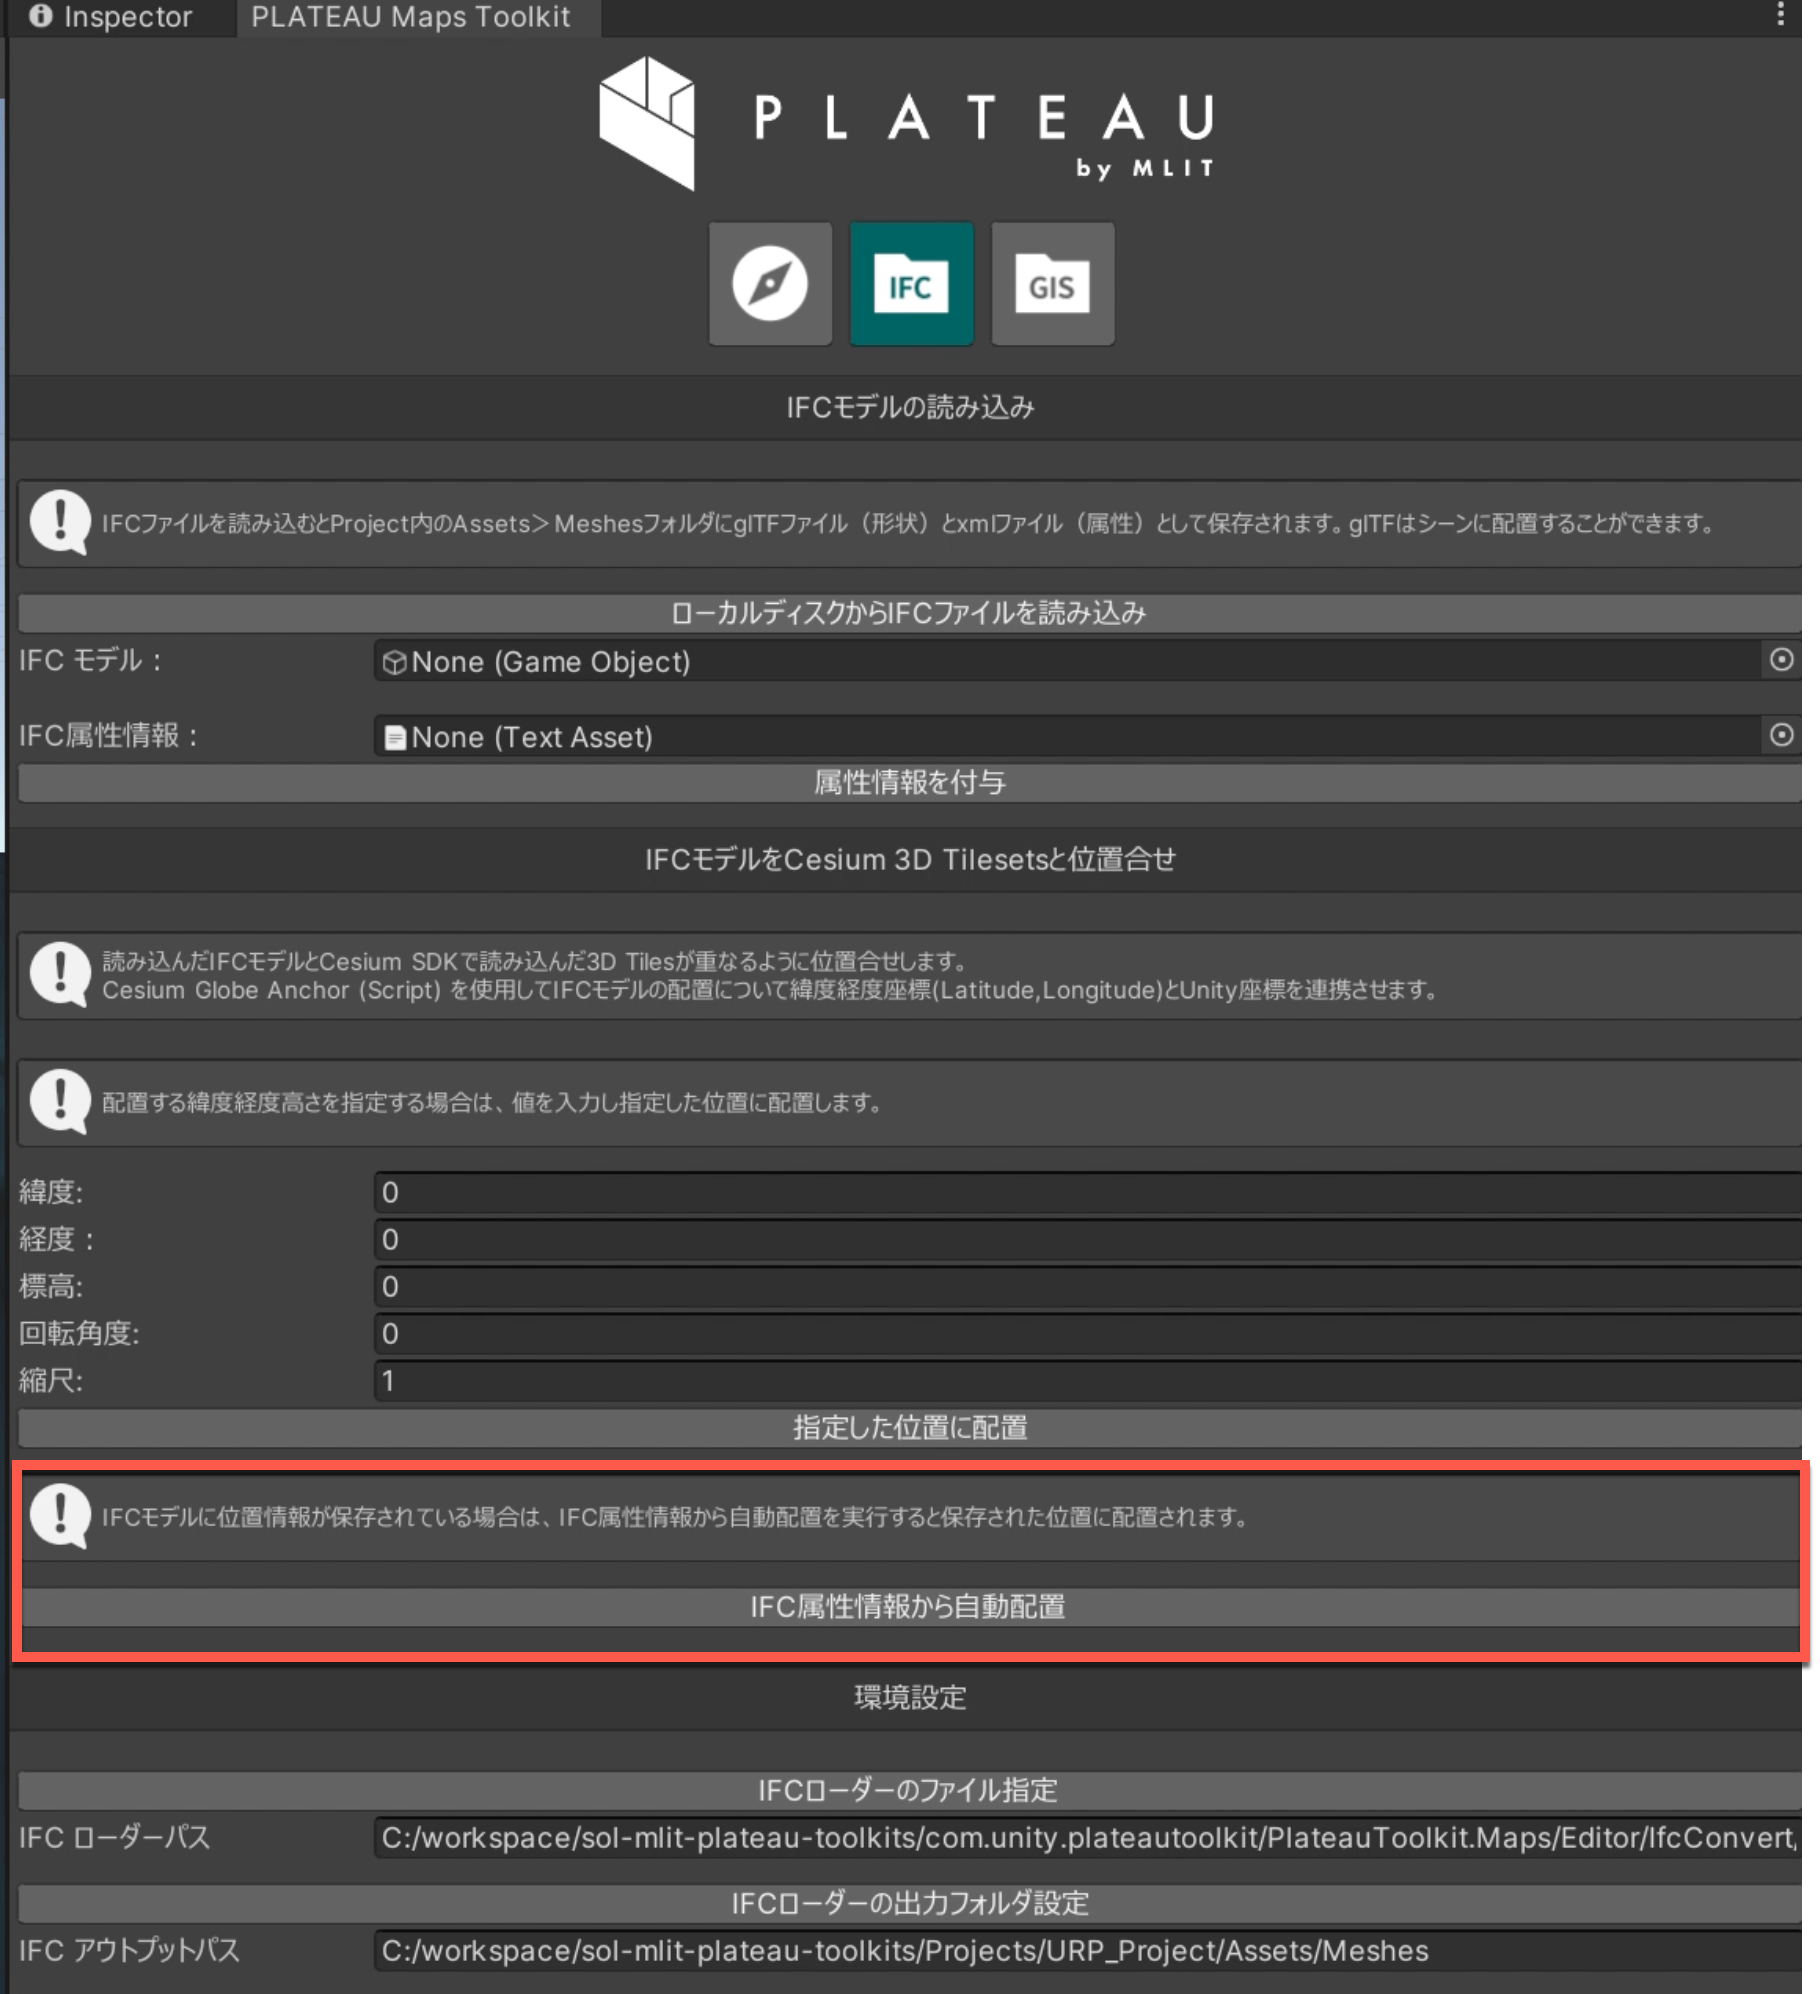 Inspector
PLATEAU Maps Toolkit
PLATEAU
by MLIT
IFC
GIS
IFCモデルの読み込み
IFCファイルを読み込むとProject内のAssets＞MeshesフォルダにglTFファイル（形状）とxmlファイル（属性）として保存されます。glTFはシーンに配置することができます。
ローカルディスクからIFCファイルを読み込み
IFC モデル：
None (Game Object)
IFC属性情報：
None (Text Asset)
属性情報を付与
IFCモデルをCesium 3D Tilesetsと位置合せ
読み込んだIFCモデルとCesium SDKで読み込んだ3D Tilesが重なるように位置合せします。
Cesium Globe Anchor (Script) を使用してIFCモデルの配置について緯度経度座標(Latitude,Longitude)とUnity座標を連携させます。
配置する緯度経度高さを指定する場合は、値を入力し指定した位置に配置します。
緯度: 0
経度： 0
標高: 0
回転角度: 0
縮尺: 1
指定した位置に配置
IFCモデルに位置情報が保存されている場合は、IFC属性情報から自動配置を実行すると保存された位置に配置されます。
IFC属性情報から自動配置
環境設定
IFCローダーのファイル指定
IFC ローダーパス
C:/workspace/sol-mlit-plateau-toolkits/com.unity.plateautoolkit/PlateauToolkit.Maps/Editor/IfcConvert
IFCローダーの出力フォルダ設定
IFC アウトプットパス
C:/workspace/sol-mlit-plateau-toolkits/Projects/URP_Project/Assets/Meshes